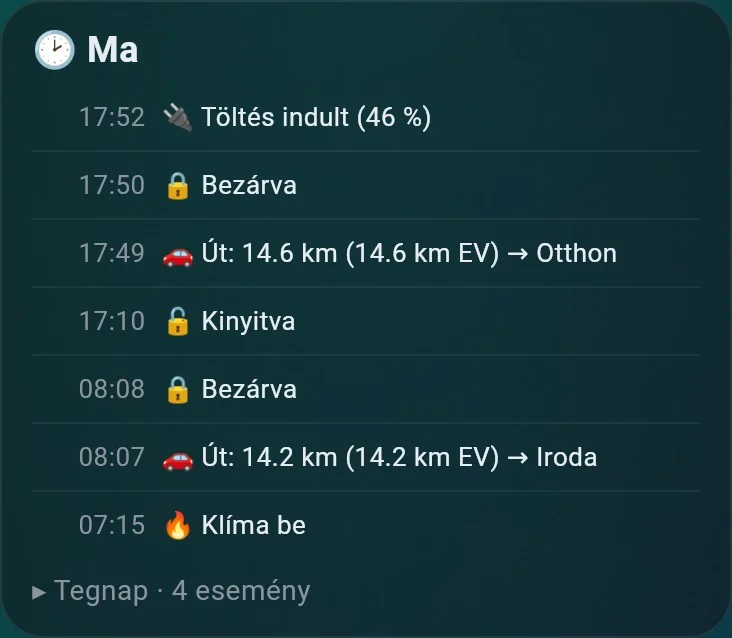 🕑 Ma
17:52 🔌 Töltés indult (46 %)
17:50 🔒 Bezárva
17:49 🚗 Út: 14.6 km (14.6 km EV) → Otthon
17:10 🔓 Kinyitva
08:08 🔒 Bezárva
08:07 🚗 Út: 14.2 km (14.2 km EV) → Iroda
07:15 🔥 Klíma be
▸ Tegnap · 4 esemény